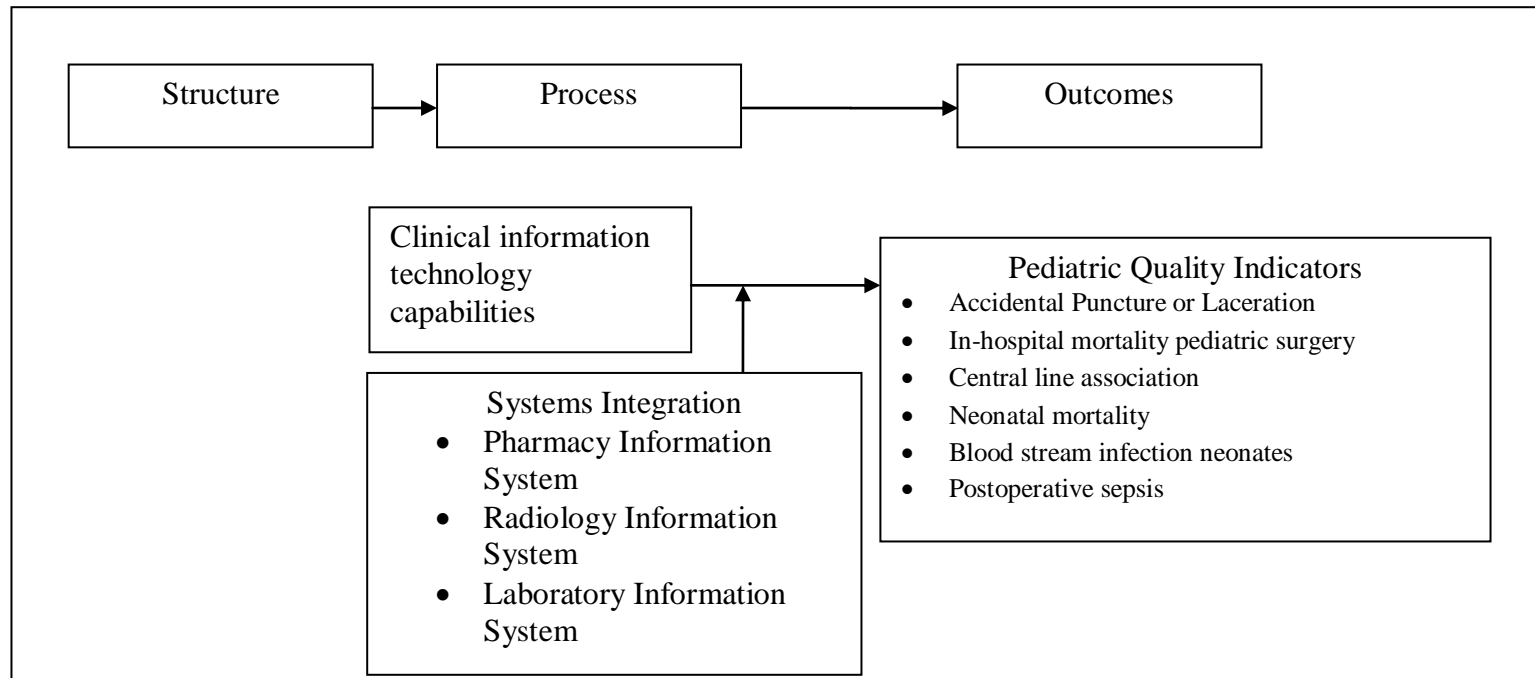 Structure
Process
Outcomes
Clinical information
technology
capabilities
Systems Integration
• Pharmacy Information
System
• Radiology Information
System
• Laboratory Information
System
Pediatric Quality Indicators
• Accidental Puncture or Laceration
• In-hospital mortality pediatric surgery
• Central line association
• Neonatal mortality
• Blood stream infection neonates
• Postoperative sepsis